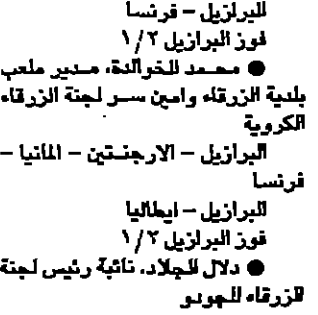 البرازيل – فرنسا
فوز البرازيل ٢ / ١
● محمد الخوالدة، مدير ملعب
بلدية الزرقاء وامين سر لجنة الزرقاء
الكروية
البرازيل – الارجنتين – المانيا –
فرنسا
البرازيل – ايطاليا
فوز البرازيل ٢ / ١
● دلال الجلاد، نائبة رئيس لجنة
الزرقاء للجودو